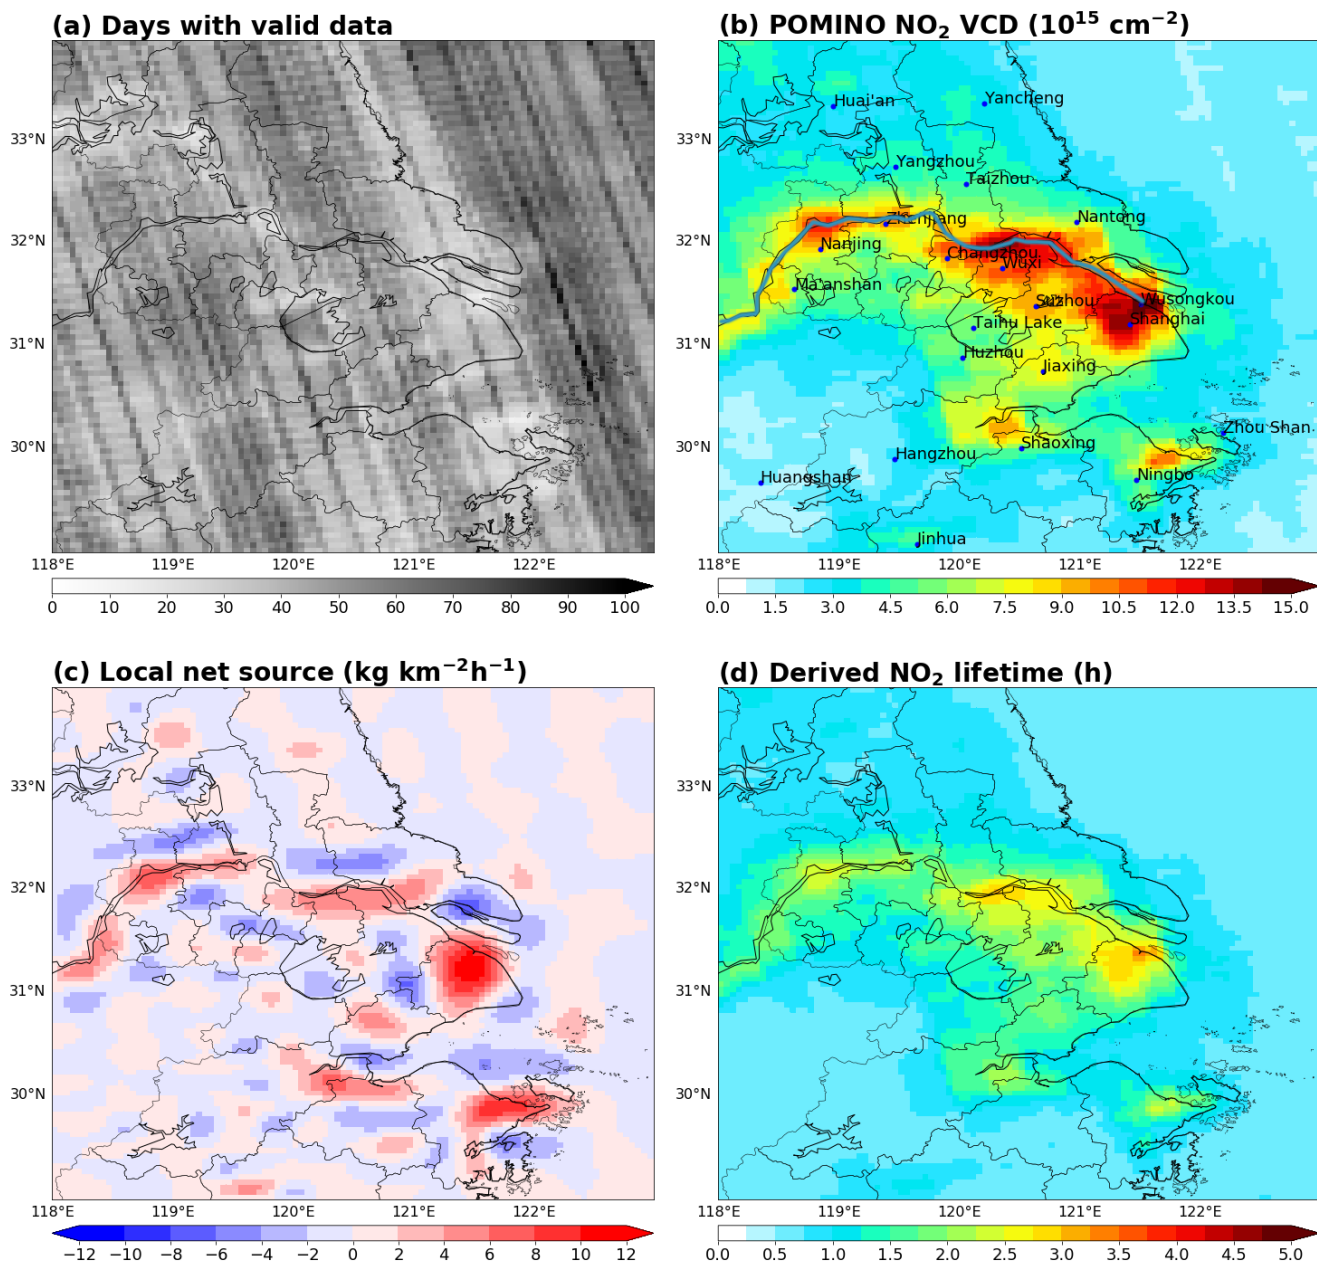 (a) Days with valid data
33°N
32°N
31°N
30°N
118°E 119°E 120°E 121°E 122°E
0 10 20 30 40 50 60 70 80 90 100
(b) POMINO NO₂ VCD (10¹⁵ cm⁻²)
Huai'an
Yancheng
33°N
Yangzhou
Taizhou
Zhenjiang
Nantong
32°N
Nanjing
Changzhou
Wuxi
Ma'anshan
Suzhou
Wusongkou
Taihu Lake
Shanghai
31°N
Huzhou
Jiaxing
Zhou Shan
30°N
Shaoxing
Hangzhou
Huangshan
Ningbo
Jinhua
118°E 119°E 120°E 121°E 122°E
0.0 1.5 3.0 4.5 6.0 7.5 9.0 10.5 12.0 13.5 15.0
(c) Local net source (kg km⁻²h⁻¹)
33°N
32°N
31°N
30°N
118°E 119°E 120°E 121°E 122°E
−12 −10 −8 −6 −4 −2 0 2 4 6 8 10 12
(d) Derived NO₂ lifetime (h)
33°N
32°N
31°N
30°N
118°E 119°E 120°E 121°E 122°E
0.0 0.5 1.0 1.5 2.0 2.5 3.0 3.5 4.0 4.5 5.0